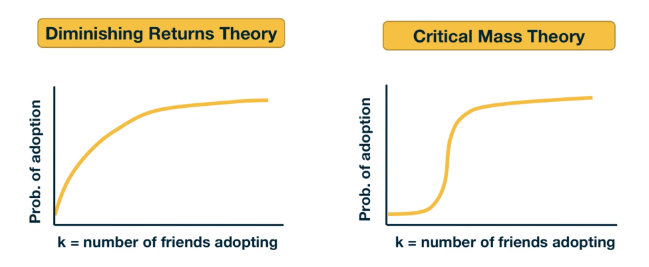 Diminishing Returns Theory
Prob. of adoption
k = number of friends adopting
Critical Mass Theory
Prob. of adoption
k = number of friends adopting